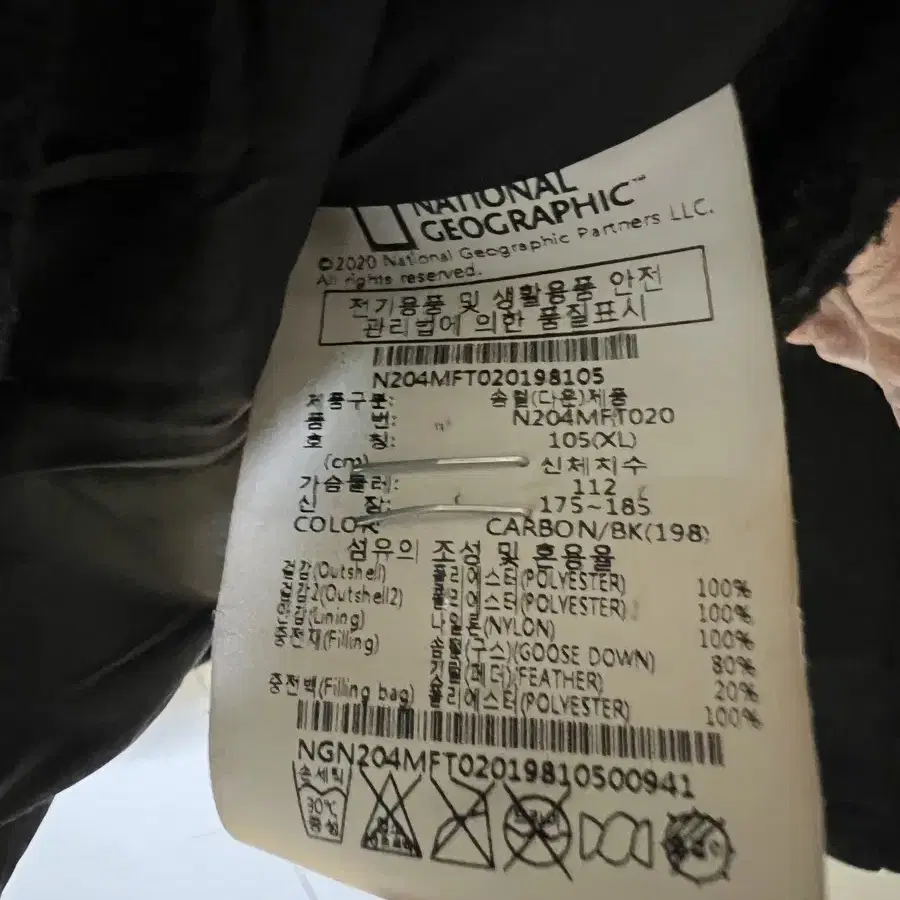 NATIONAL
GEOGRAPHIC™
©2020 National Geographic Partners LLC.
All rights reserved.
전기용품 및 생활용품 안전
관리법에 의한 품질표시
N204MFT020198105
제품구분: 솜털(다운)제품
품 번: N204MFT020
호 칭: 105(XL)
(cm) 신체치수
가슴둘레: 112
신 장: 175~185
COLOR: CARBON/BK(198)
섬유의 조성 및 혼용율
겉감(Outshell) 폴리에스터(POLYESTER) 100%
겉감2(Outshell2) 폴리에스터(POLYESTER) 100%
안감(Lining) 나일론(NYLON) 100%
충전재(Filling) 솜털(구스)(GOOSE DOWN) 80%
깃털(페더)(FEATHER) 20%
충전백(Filling bag) 폴리에스터(POLYESTER) 100%
NGN204MFT02019810500941
손세탁
30℃
중성